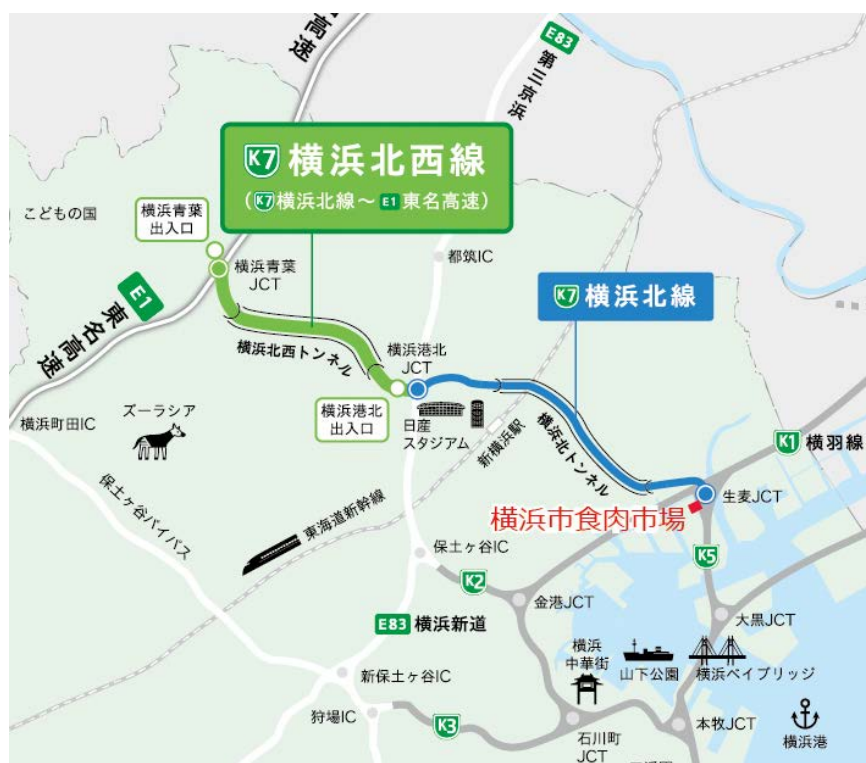 高速
E83
第三京浜
K7 横浜北西線
(K7 横浜北線～E1 東名高速)
こどもの国
横浜青葉
出入口
横浜青葉
JCT
都筑IC
E1
東名高速
K7 横浜北線
横浜北西トンネル
横浜港北
JCT
横浜港北
出入口
日産
スタジアム
新横浜駅
横浜北トンネル
横浜町田IC
ズーラシア
K1 横羽線
生麦JCT
横浜市食肉市場
保土ヶ谷バイパス
東海道新幹線
保土ヶ谷IC
K2
K5
金港JCT
大黒JCT
E83 横浜新道
横浜
中華街
山下公園
横浜ベイブリッジ
新保土ヶ谷IC
狩場IC
K3
石川町
JCT
本牧JCT
横浜港